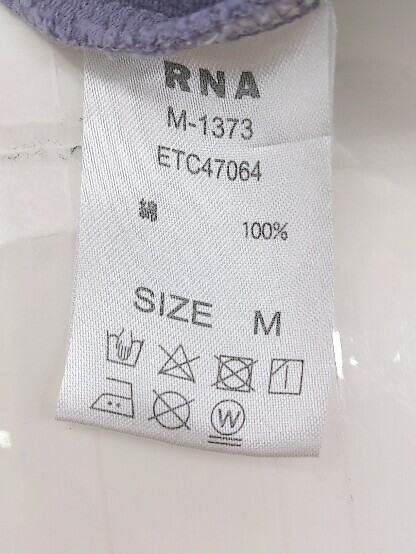 RNA
M-1373
ETC47064
綿 100%
SIZE M
W